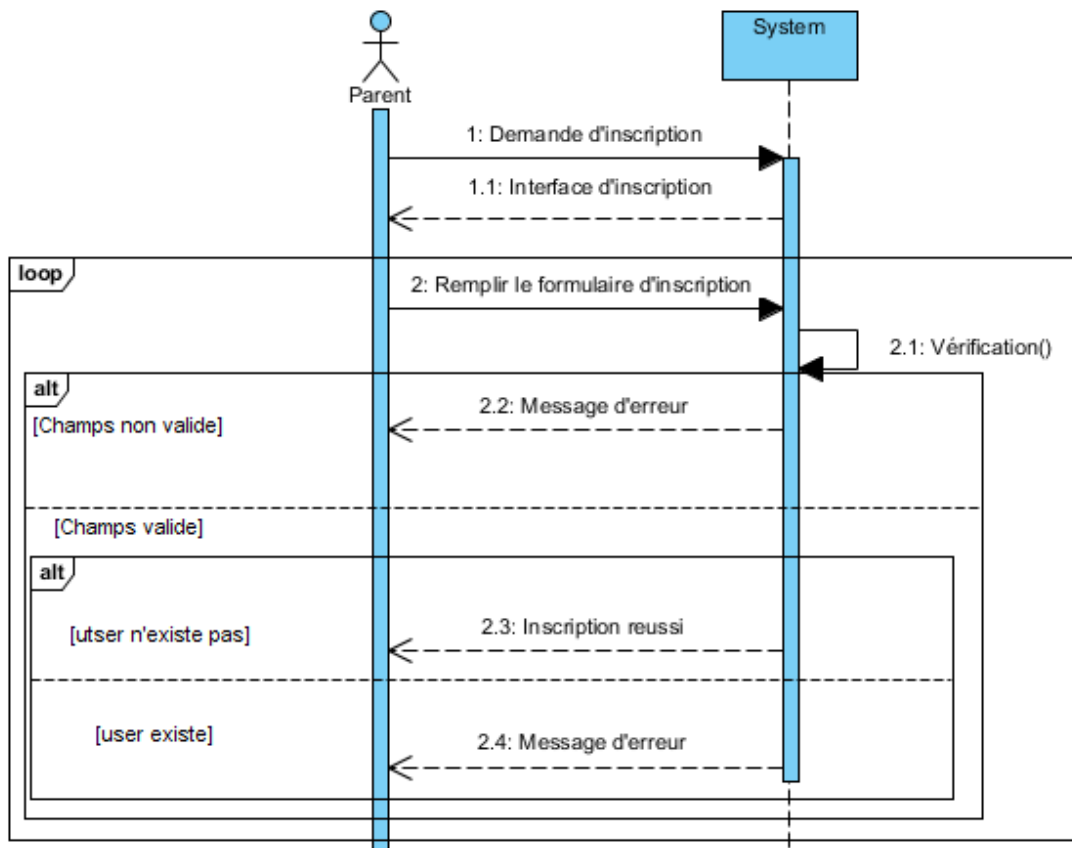 System
Parent
1: Demande d'inscription
1.1: Interface d'inscription
loop
2: Remplir le formulaire d'inscription
2.1: Vérification()
alt
2.2: Message d'erreur
[Champs non valide]
[Champs valide]
alt
[utser n'existe pas]
2.3: Inscription reussi
[user existe]
2.4: Message d'erreur